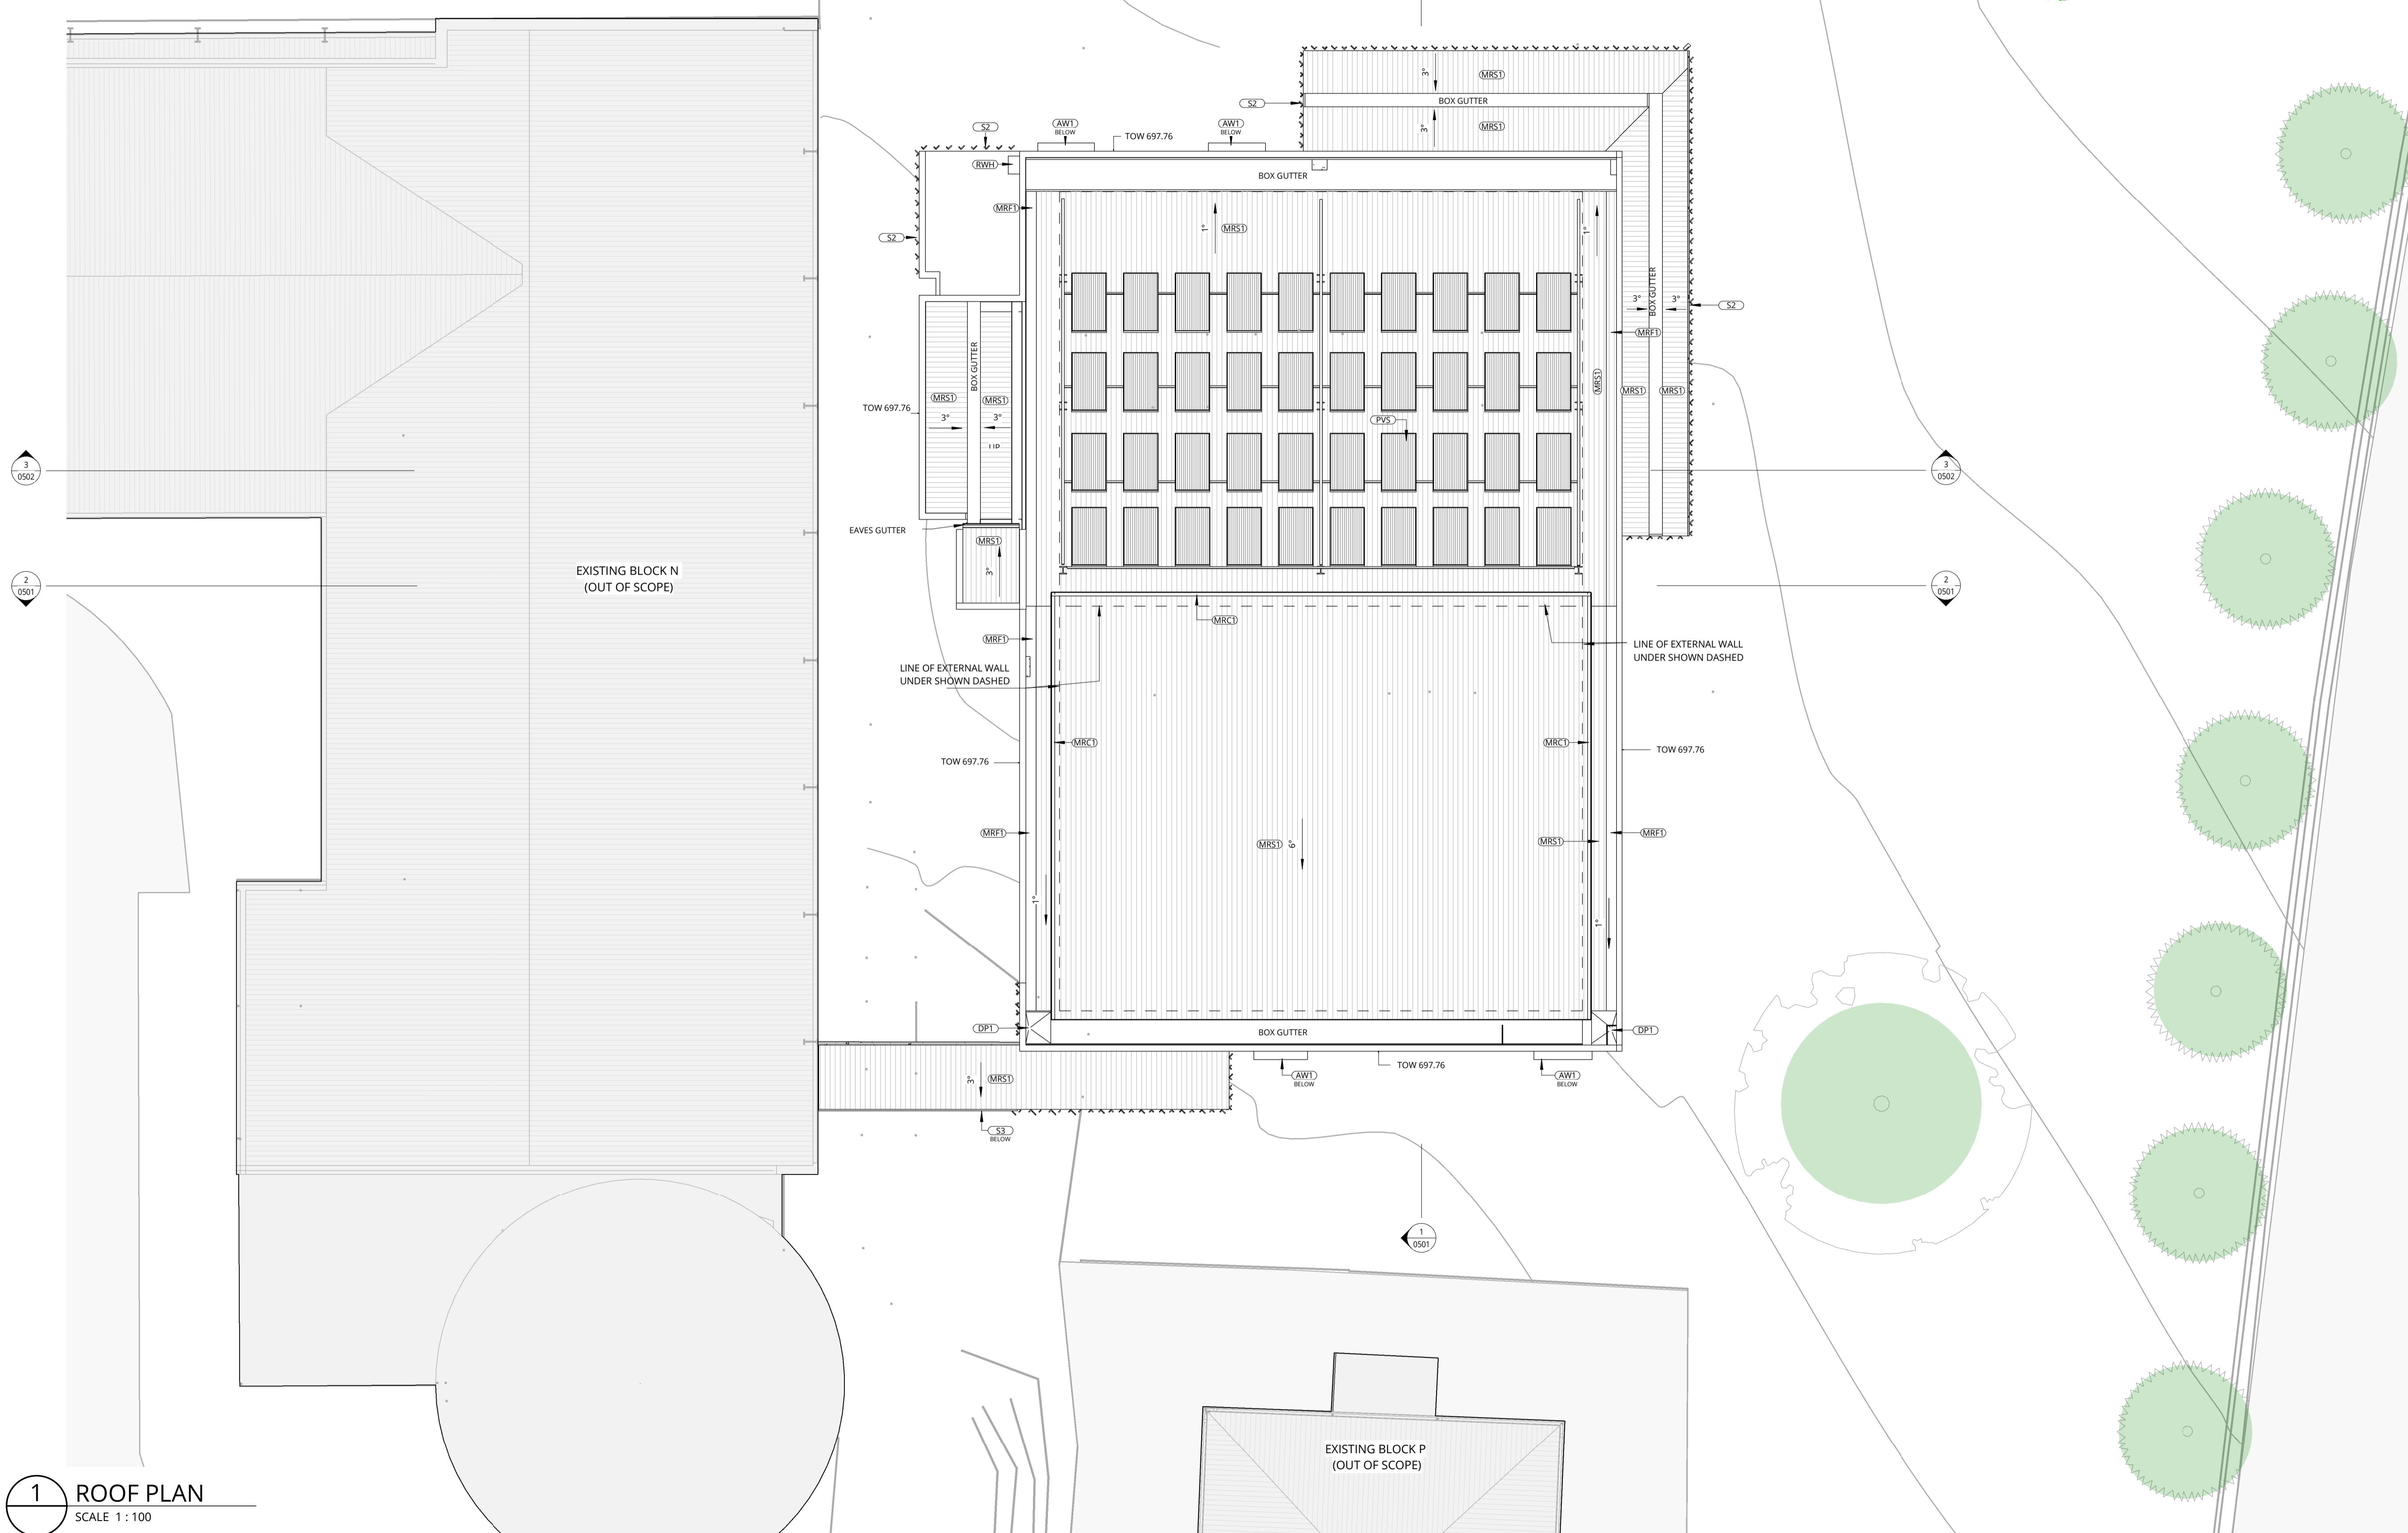 3°
MRS1
S2
BOX GUTTER
3°
MRS1
S2
AW1
BELOW
TOW 697.76
AW1
BELOW
RWH
BOX GUTTER
MRF1
1°
MRS1
1°
S2
BOX GUTTER
3°
3°
S2
MRF1
BOX GUTTER
MRS1
MRS1
3°
3°
UP
TOW 697.76
MRS1
MRS1
MRS1
PVS
3
0502
3
0502
EAVES GUTTER
MRS1
3°
EXISTING BLOCK N
(OUT OF SCOPE)
2
0501
2
0501
MRC1
MRF1
LINE OF EXTERNAL WALL
UNDER SHOWN DASHED
LINE OF EXTERNAL WALL
UNDER SHOWN DASHED
MRC1
MRC1
TOW 697.76
TOW 697.76
MRF1
MRS1
6°
MRS1
MRF1
1°
1°
DP1
BOX GUTTER
DP1
3°
MRS1
AW1
BELOW
TOW 697.76
AW1
BELOW
S3
BELOW
1
0501
EXISTING BLOCK P
(OUT OF SCOPE)
1
ROOF PLAN
SCALE 1 : 100